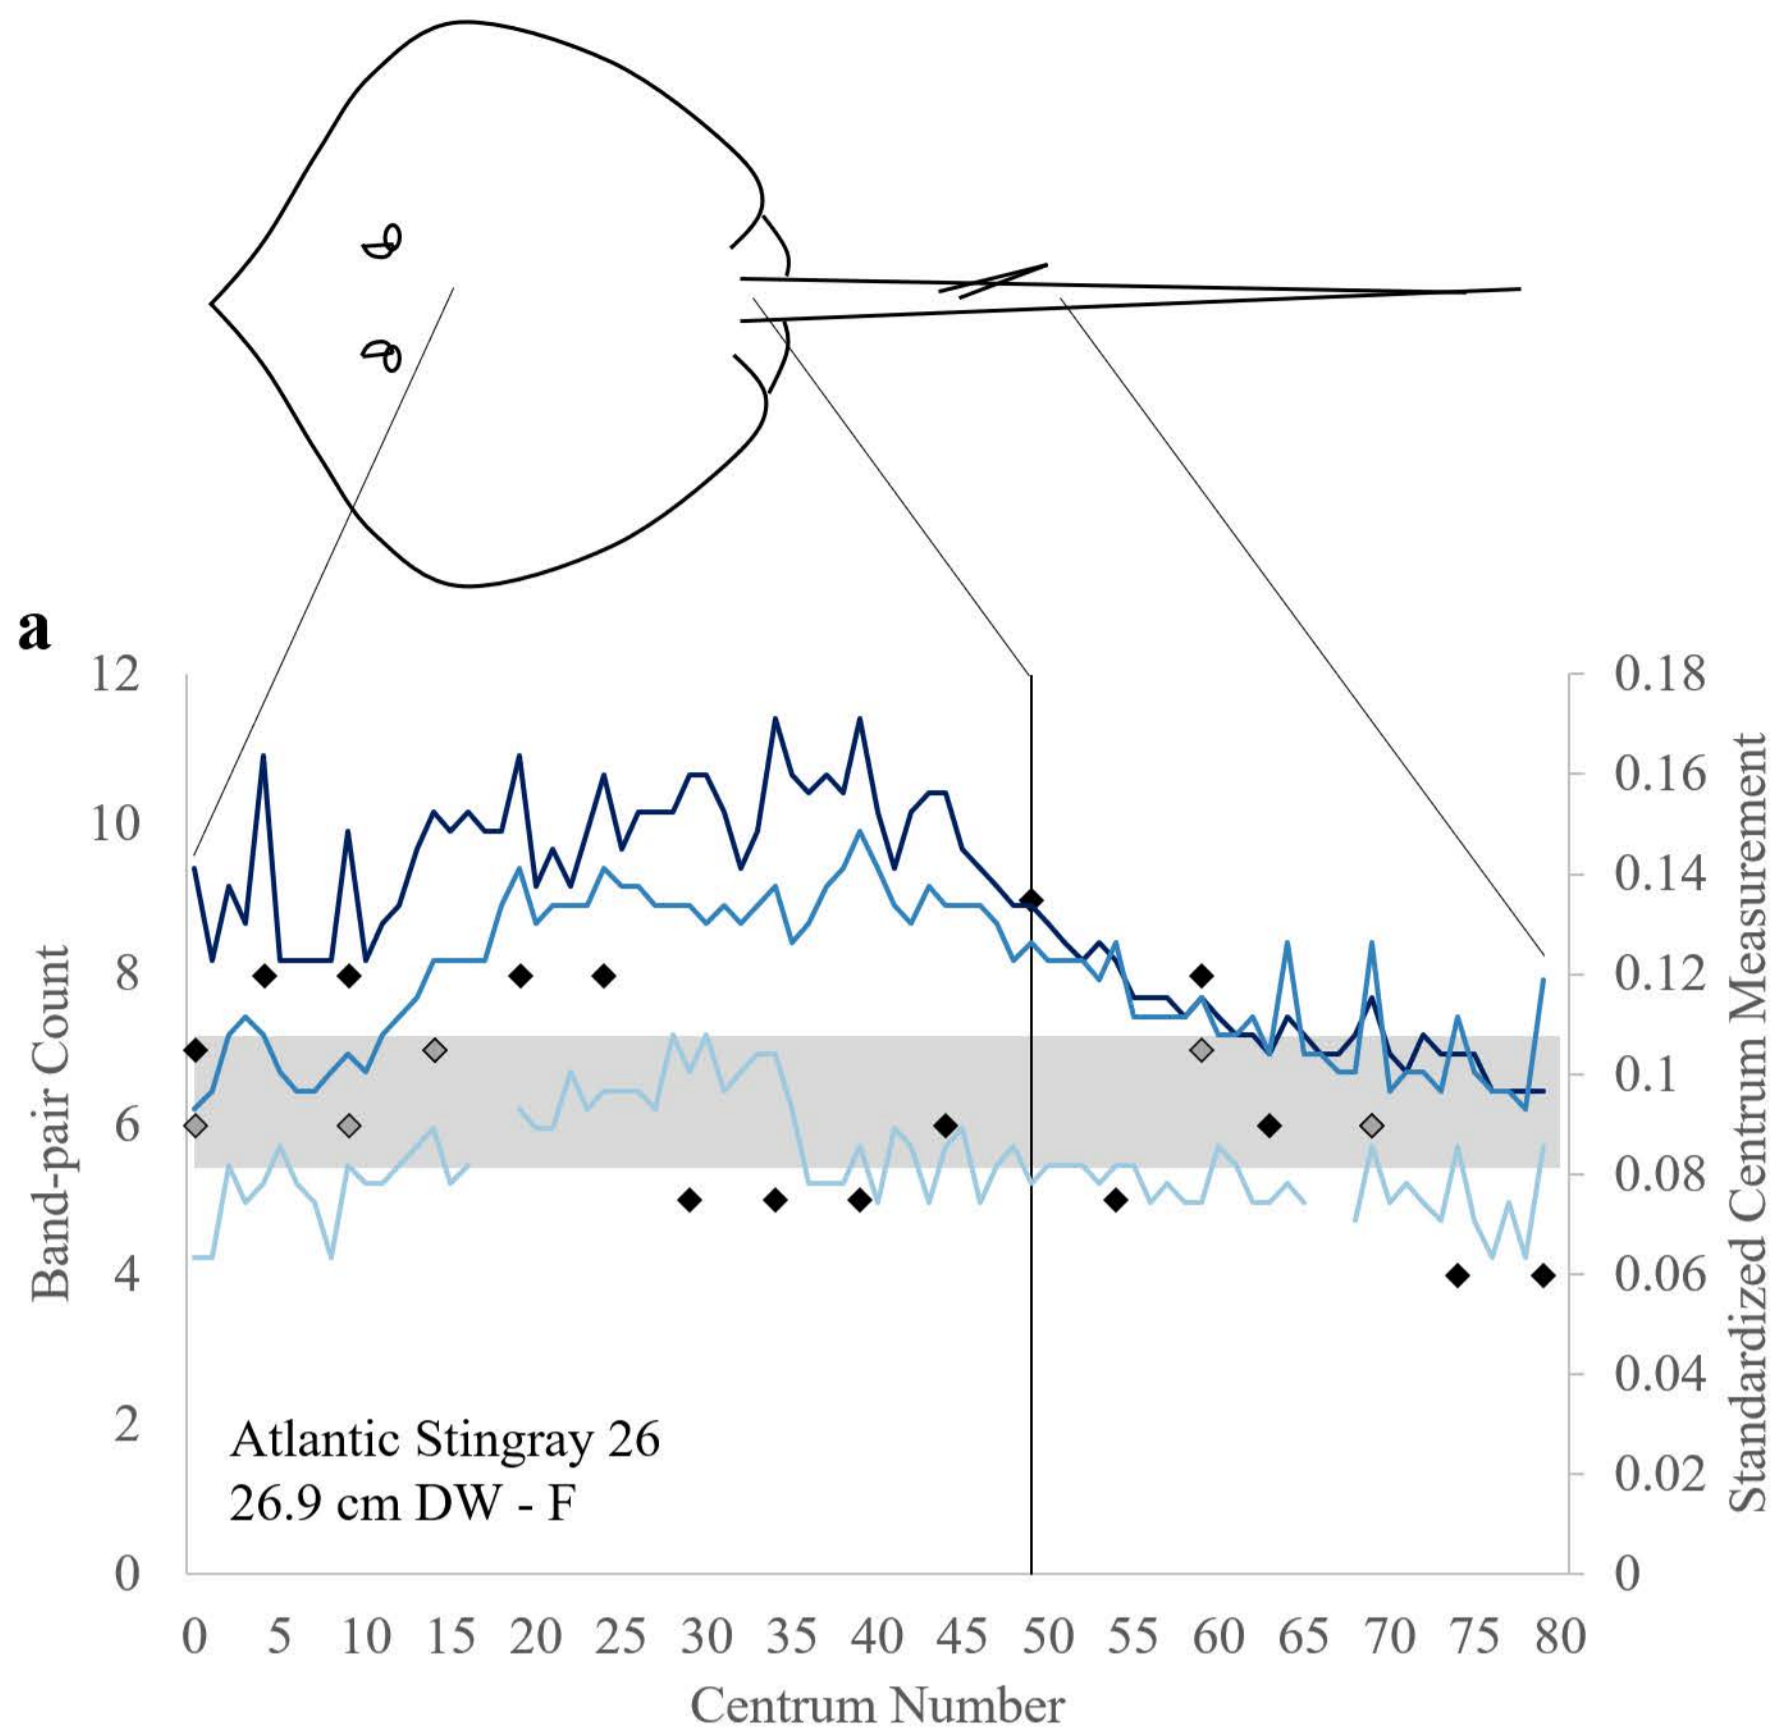 a
12
10
8
6
4
2
0
Band-pair Count
0.18
0.16
0.14
0.12
0.1
0.08
0.06
0.04
0.02
0
Standardized Centrum Measurement
Atlantic Stingray 26
26.9 cm DW - F
0 5 10 15 20 25 30 35 40 45 50 55 60 65 70 75 80
Centrum Number